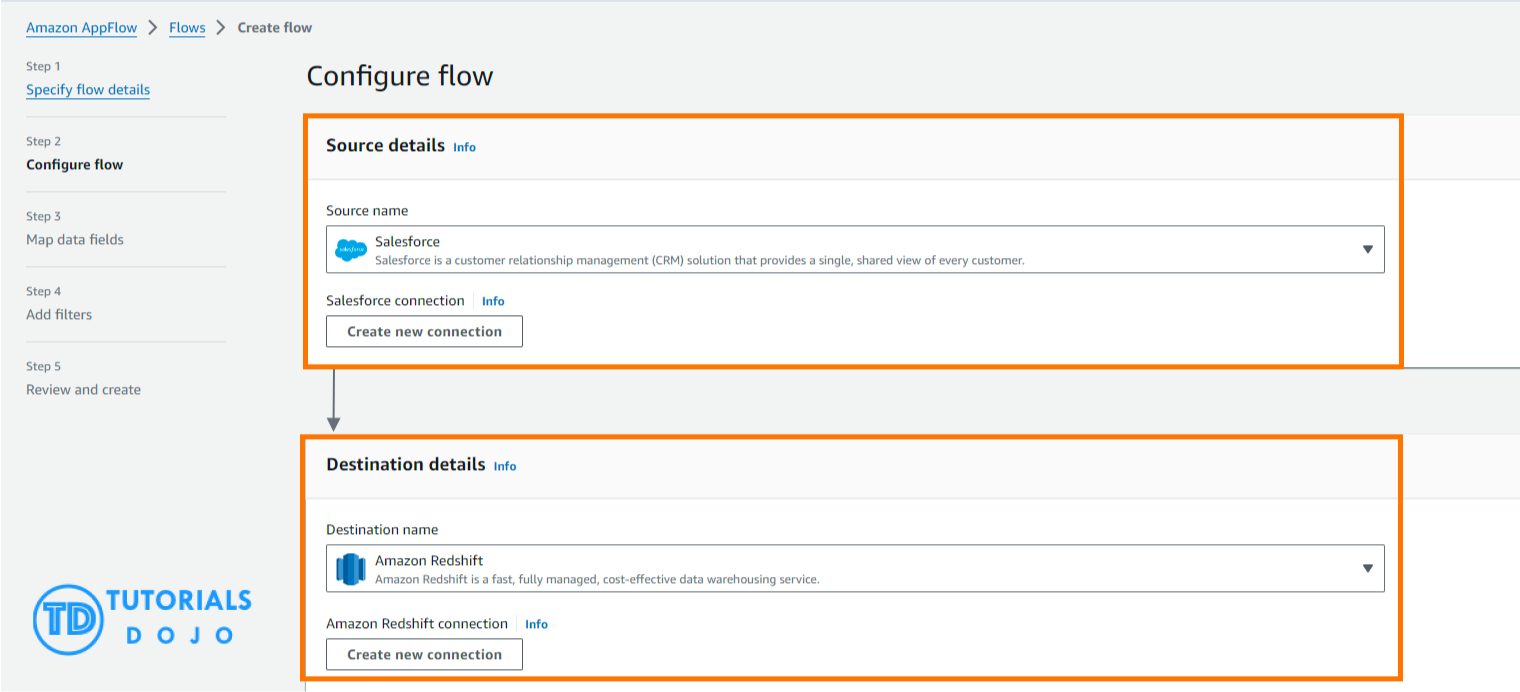 Amazon AppFlow > Flows > Create flow
Step 1
Specify flow details
Step 2
Configure flow
Step 3
Map data fields
Step 4
Add filters
Step 5
Review and create
Configure flow
Source details Info
Source name
salesforce
Salesforce
Salesforce is a customer relationship management (CRM) solution that provides a single, shared view of every customer.
Salesforce connection Info
Create new connection
Destination details Info
Destination name
Amazon Redshift
Amazon Redshift is a fast, fully managed, cost-effective data warehousing service.
Amazon Redshift connection Info
Create new connection
TD TUTORIALS
DOJO